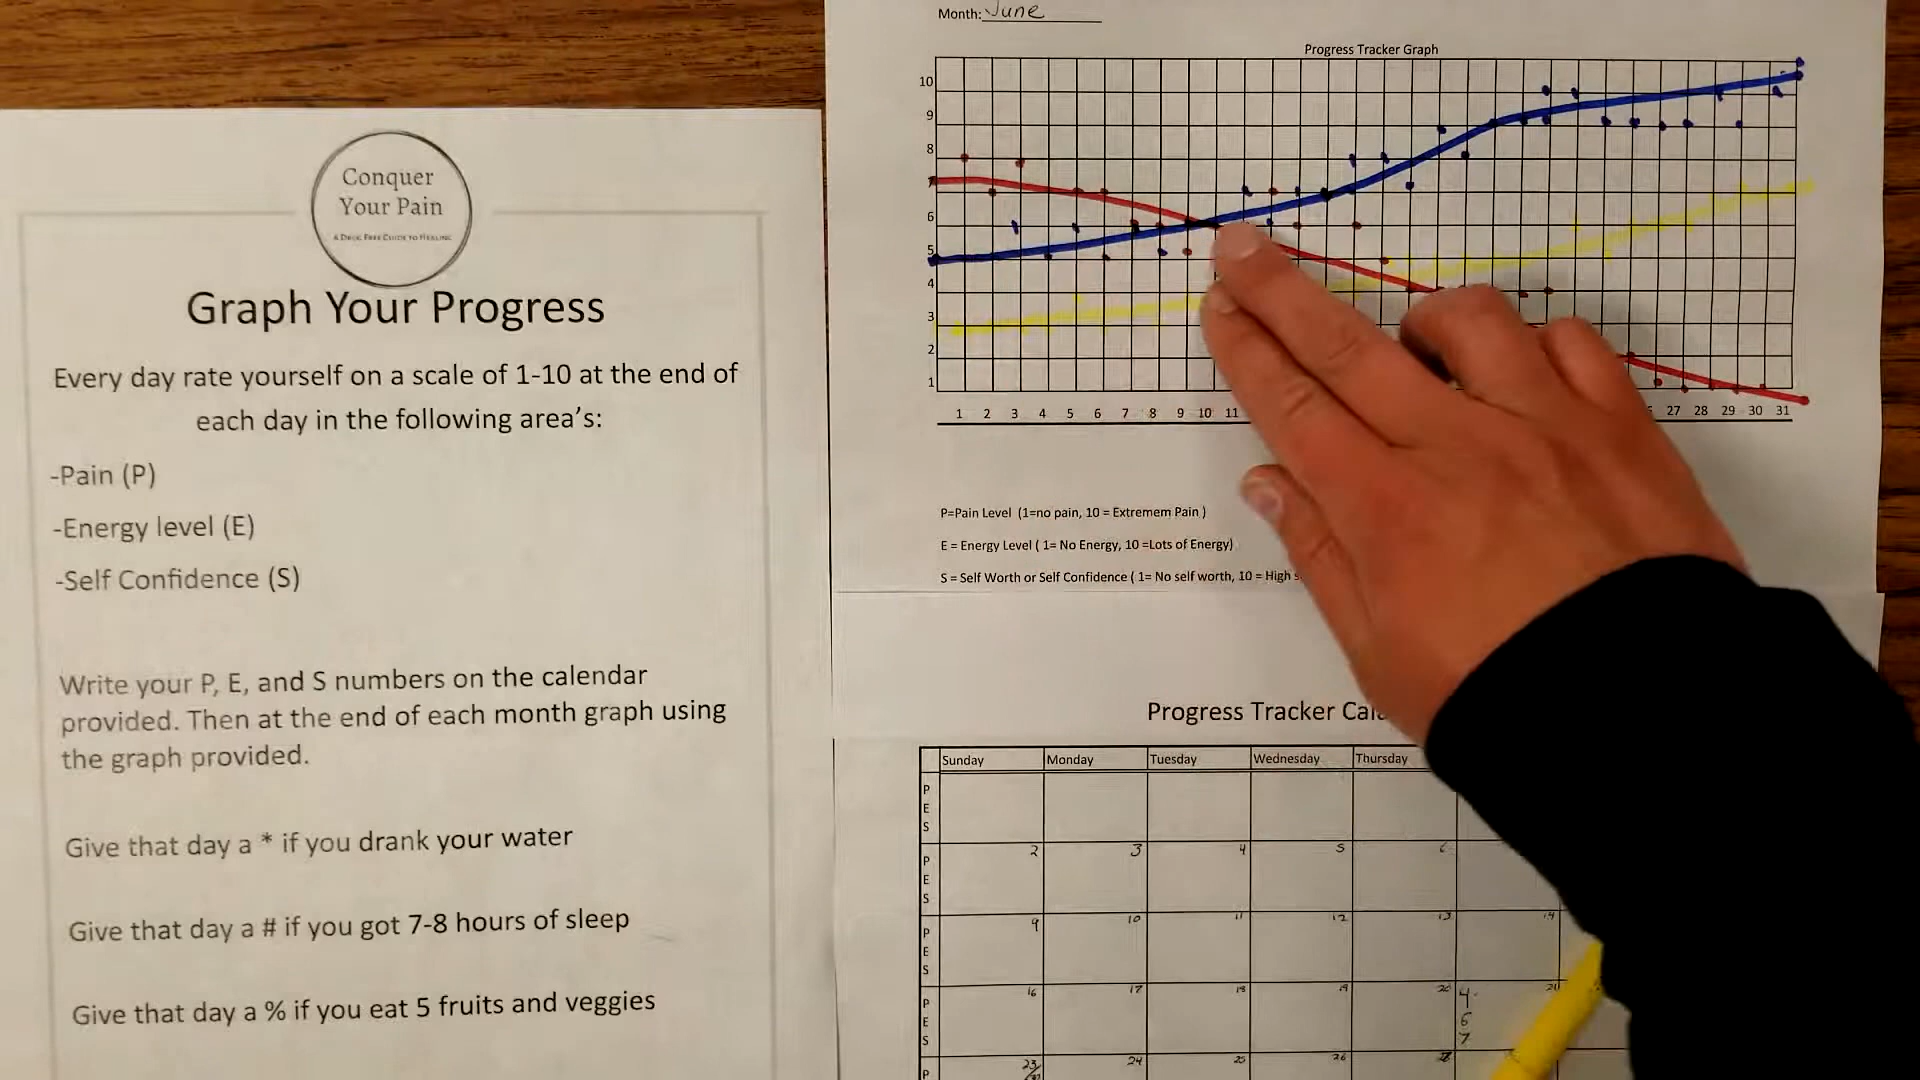 Conquer
Your Pain
A Drug Free Guide to Healing
Graph Your Progress
Every day rate yourself on a scale of 1-10 at the end of
each day in the following area's:
-Pain (P)
-Energy level (E)
-Self Confidence (S)
Write your P, E, and S numbers on the calendar
provided. Then at the end of each month graph using
the graph provided.
Give that day a * if you drank your water
Give that day a # if you got 7-8 hours of sleep
Give that day a % if you eat 5 fruits and veggies
Month: June
Progress Tracker Graph
10
9
8
7
6
5
4
3
2
1
1 2 3 4 5 6 7 8 9 10 11 27 28 29 30 31
P=Pain Level (1=no pain, 10 = Extremem Pain )
E = Energy Level ( 1= No Energy, 10 =Lots of Energy)
S = Self Worth or Self Confidence ( 1= No self worth, 10 = High
Progress Tracker
Sunday Monday Tuesday Wednesday Thursday
P
E
S
2 3 4 5 6
P
E
S
9 10 11 12 13 14
P
E
S
16 17 18 19 20 21
P 4
E 6
S 7
23 24 25 26
P